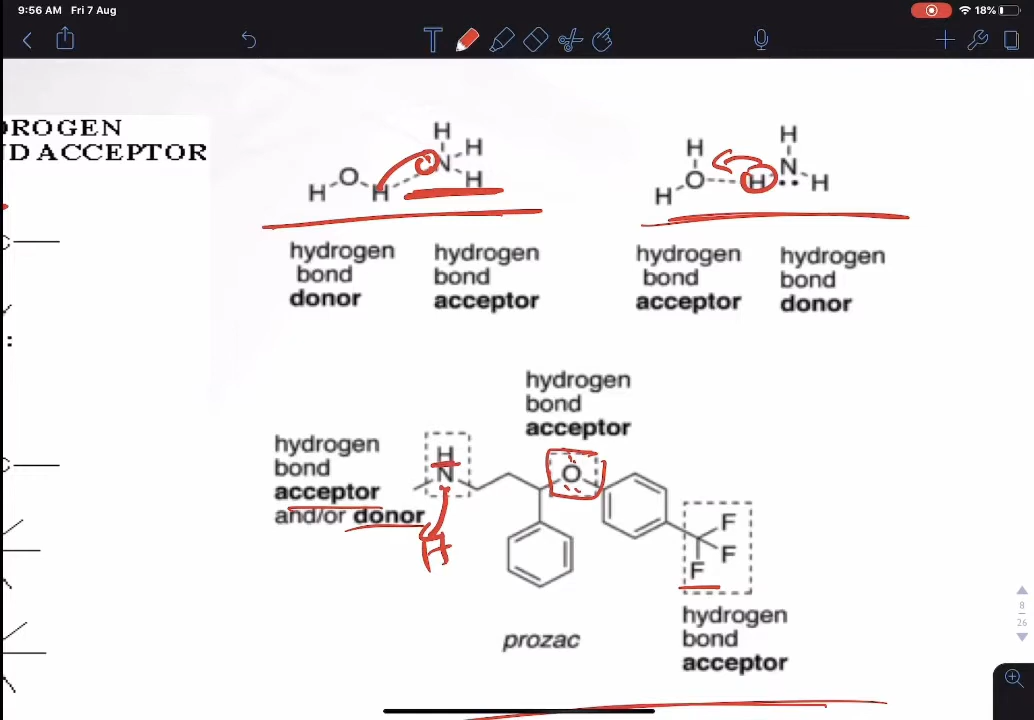 9:56 AM Fri 7 Aug
18%
T
ROGEN
D ACCEPTOR
H
H
N
H
H O H
H
O
H
H N H
H
hydrogen
bond
donor
hydrogen
bond
acceptor
hydrogen
bond
acceptor
hydrogen
bond
donor
hydrogen
bond
acceptor
hydrogen
bond
acceptor
and/or donor
H
N
H
O
F
F
F
hydrogen
bond
acceptor
prozac
8
26